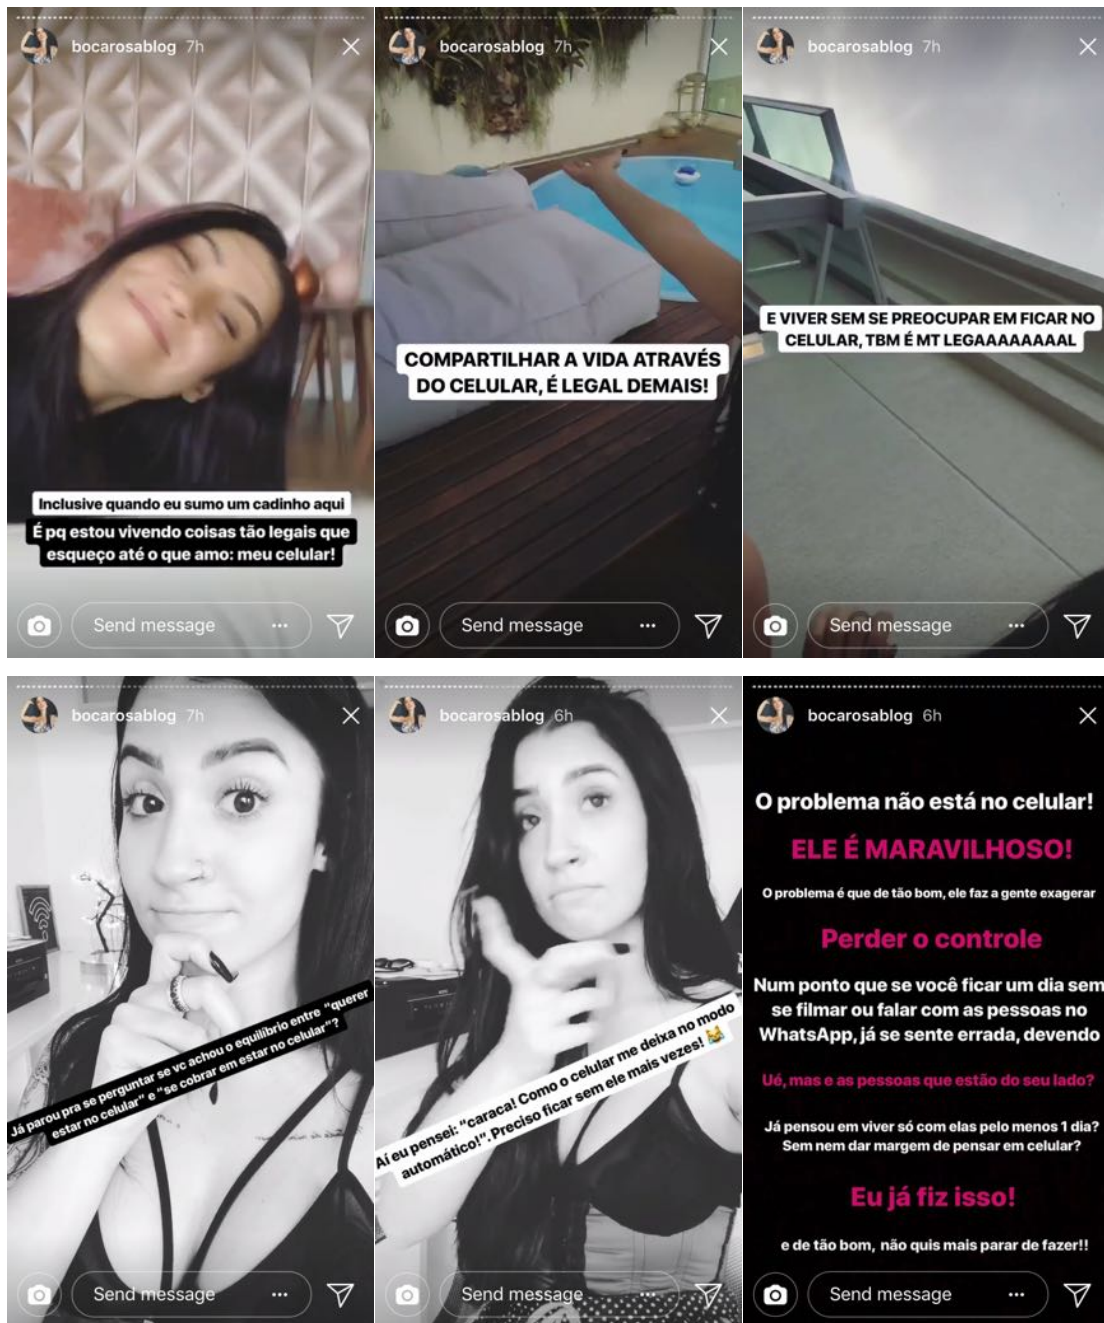 bocarosablog 7h
Inclusive quando eu sumo um cadinho aqui
É pq estou vivendo coisas tão legais que
esqueço até o que amo: meu celular!
Send message
bocarosablog 7h
COMPARTILHAR A VIDA ATRAVÉS
DO CELULAR, É LEGAL DEMAIS!
Send message
bocarosablog 7h
E VIVER SEM SE PREOCUPAR EM FICAR NO
CELULAR, TBM É MT LEGAAAAAAAAL
Send message
bocarosablog 7h
Já parou pra se perguntar se vc achou o equilíbrio entre "querer
estar no celular" e "se cobrar em estar no celular"?
Send message
bocarosablog 6h
Aí eu pensei: "caraca! Como o celular me deixa no modo
automático!". Preciso ficar sem ele mais vezes! 😹
Send message
bocarosablog 6h
O problema não está no celular!
ELE É MARAVILHOSO!
O problema é que de tão bom, ele faz a gente exagerar
Perder o controle
Num ponto que se você ficar um dia sem
se filmar ou falar com as pessoas no
WhatsApp, já se sente errada, devendo
Ué, mas e as pessoas que estão do seu lado?
Já pensou em viver só com elas pelo menos 1 dia?
Sem nem dar margem de pensar em celular?
Eu já fiz isso!
e de tão bom, não quis mais parar de fazer!!
Send message